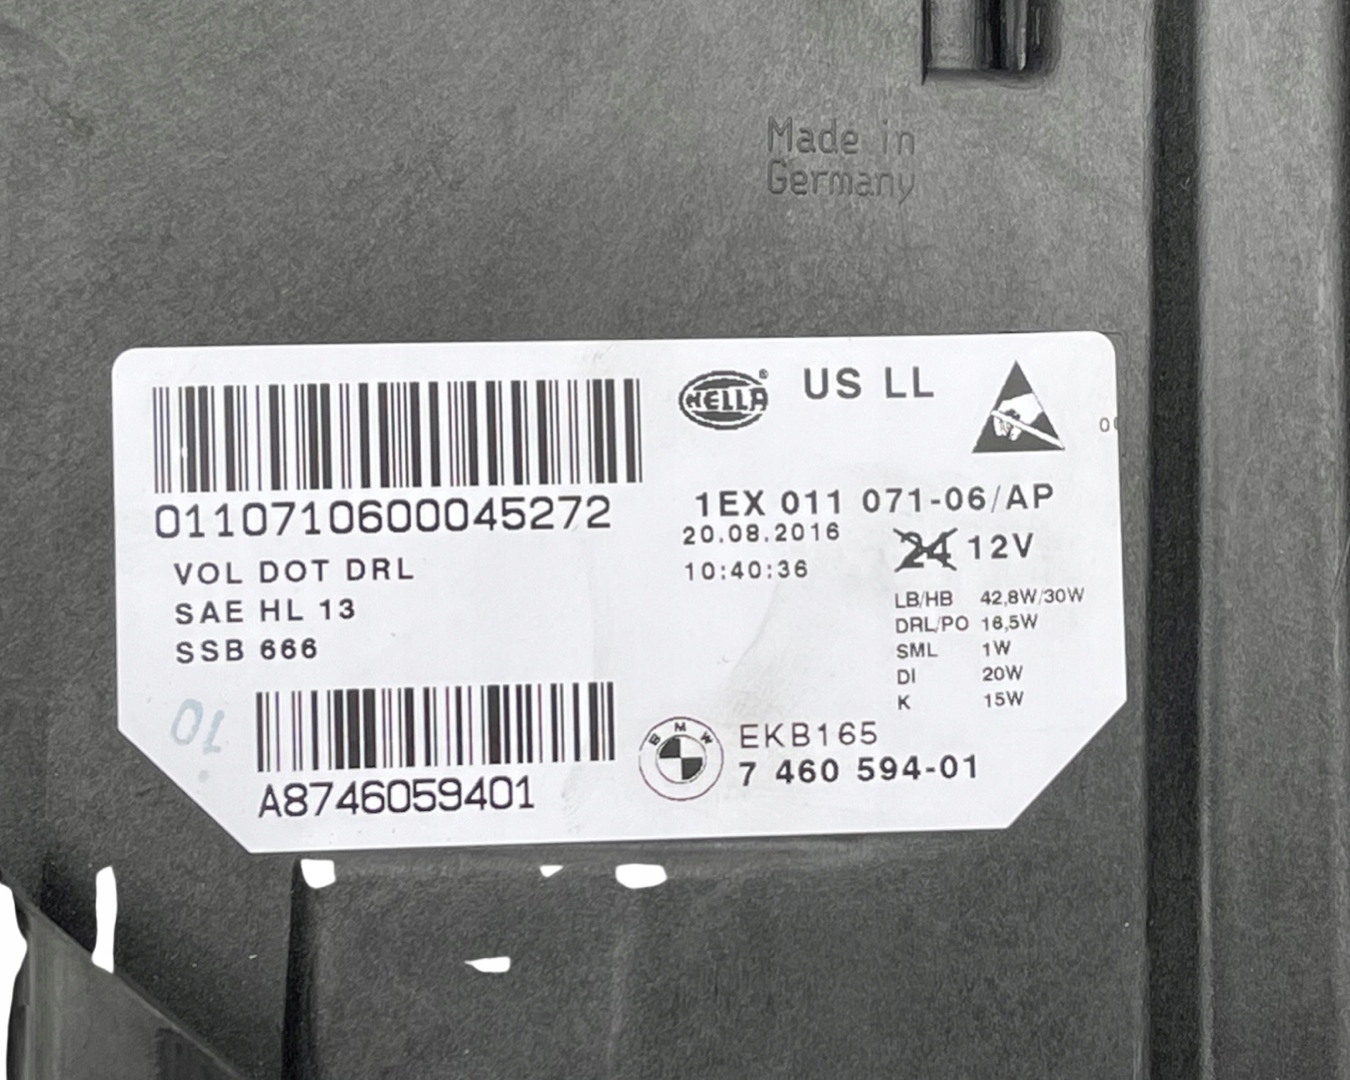 Made in
Germany
HELLA® US LL
0110710600045272
1EX 011 071-06/AP
20.08.2016
24 12V
10:40:36
VOL DOT DRL
SAE HL 13
SSB 666
LB/HB 42,8W/30W
DRL/PO 16,5W
SML 1W
DI 20W
K 15W
A8746059401
BMW
EKB165
7 460 594-01